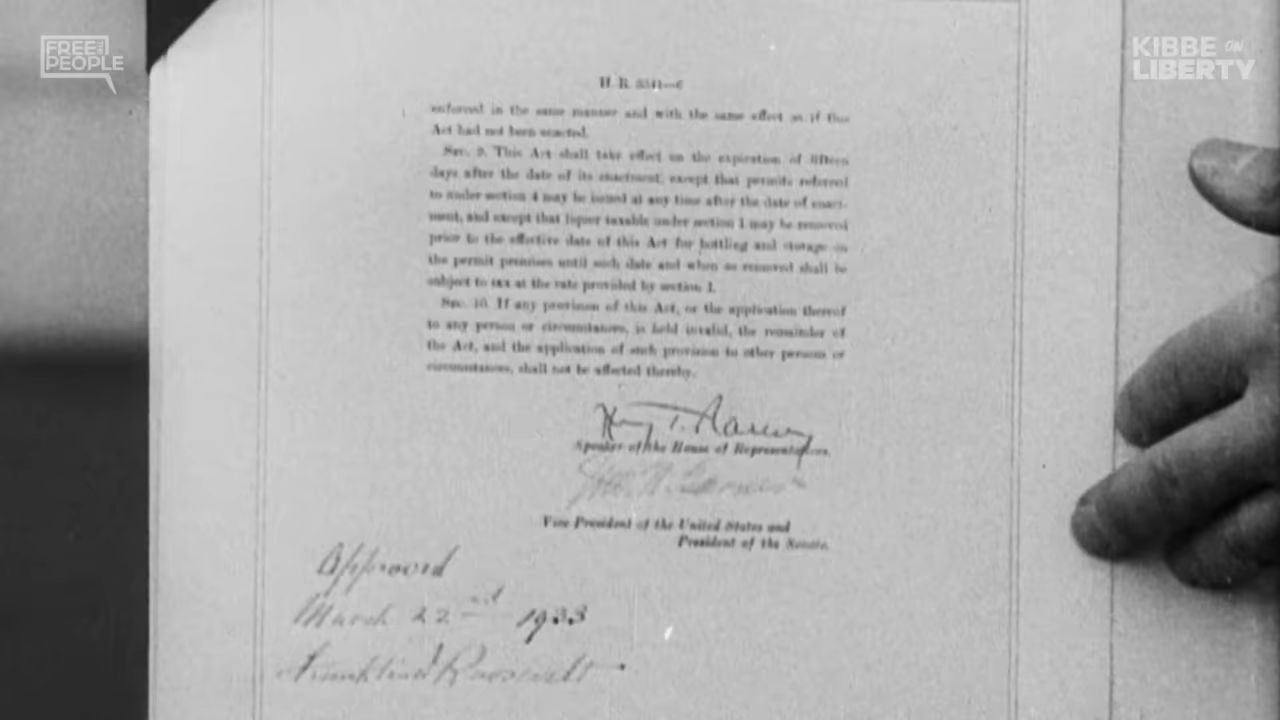 FREE THE PEOPLE
KIBBE ON LIBERTY
H. R. 3341—6
enforced in the same manner and with the same effect as if this
Act had not been enacted.
Sec. 9. This Act shall take effect on the expiration of fifteen
days after the date of its enactment, except that permits referred
to under section 4 may be issued at any time after the date of enact-
ment, and except that liquor taxable under section 1 may be removed
prior to the effective date of this Act for bottling and storage on
the permit premises until such date and when so removed shall be
subject to tax at the rate provided by section 1.
Sec. 10. If any provision of this Act, or the application thereof
to any person or circumstances, is held invalid, the remainder of
the Act, and the application of such provision to other persons or
circumstances, shall not be affected thereby.
Henry T. Rainey
Speaker of the House of Representatives.
Jno. N. Garner
Vice President of the United States and
President of the Senate.
Approved
March 22nd 1933
Franklin D Roosevelt